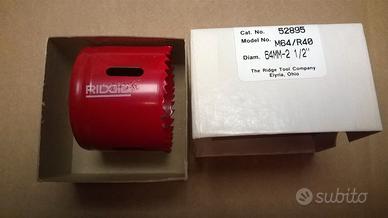 Cat. No. 52895
Model No. M64/R40
Diam. 64MM-2 1/2"
The Ridge Tool Company
Elyria, Ohio
RIDGID
subito